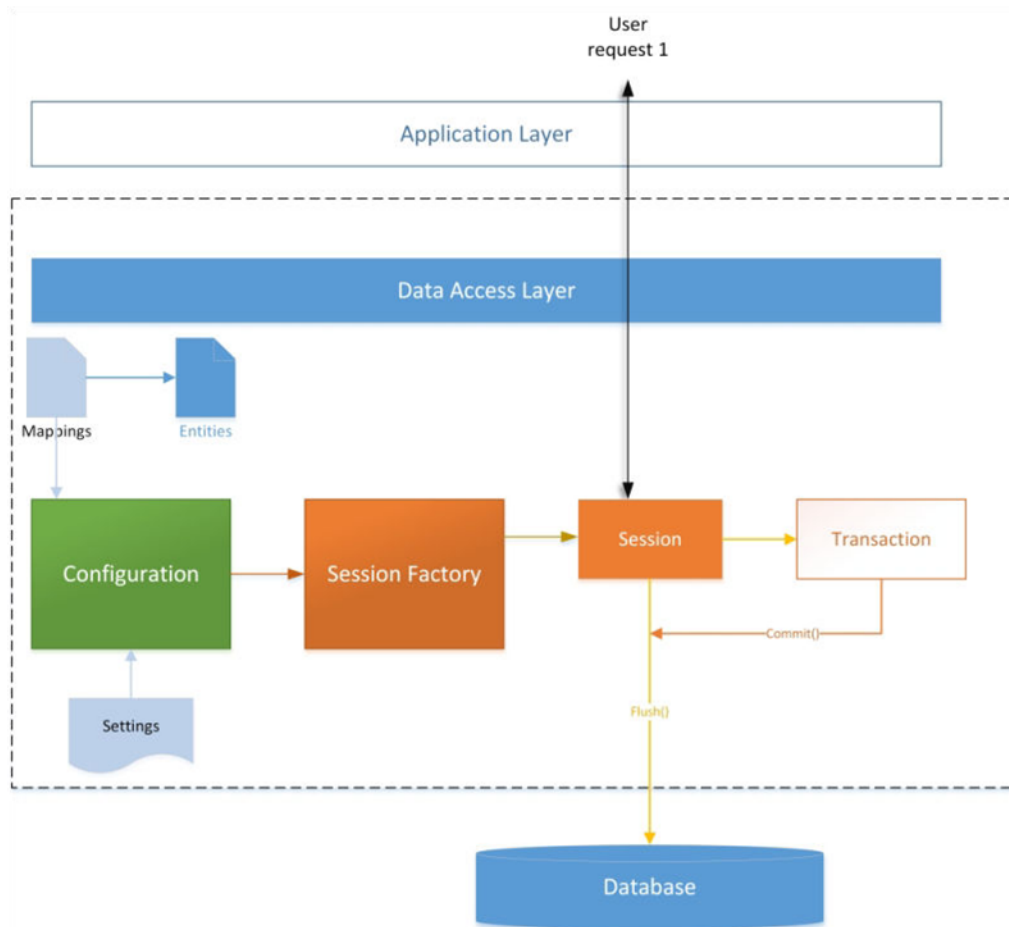 User
request 1
Application Layer
Data Access Layer
Mappings
Entities
Configuration
Session Factory
Session
Transaction
Commit()
Settings
Flush()
Database